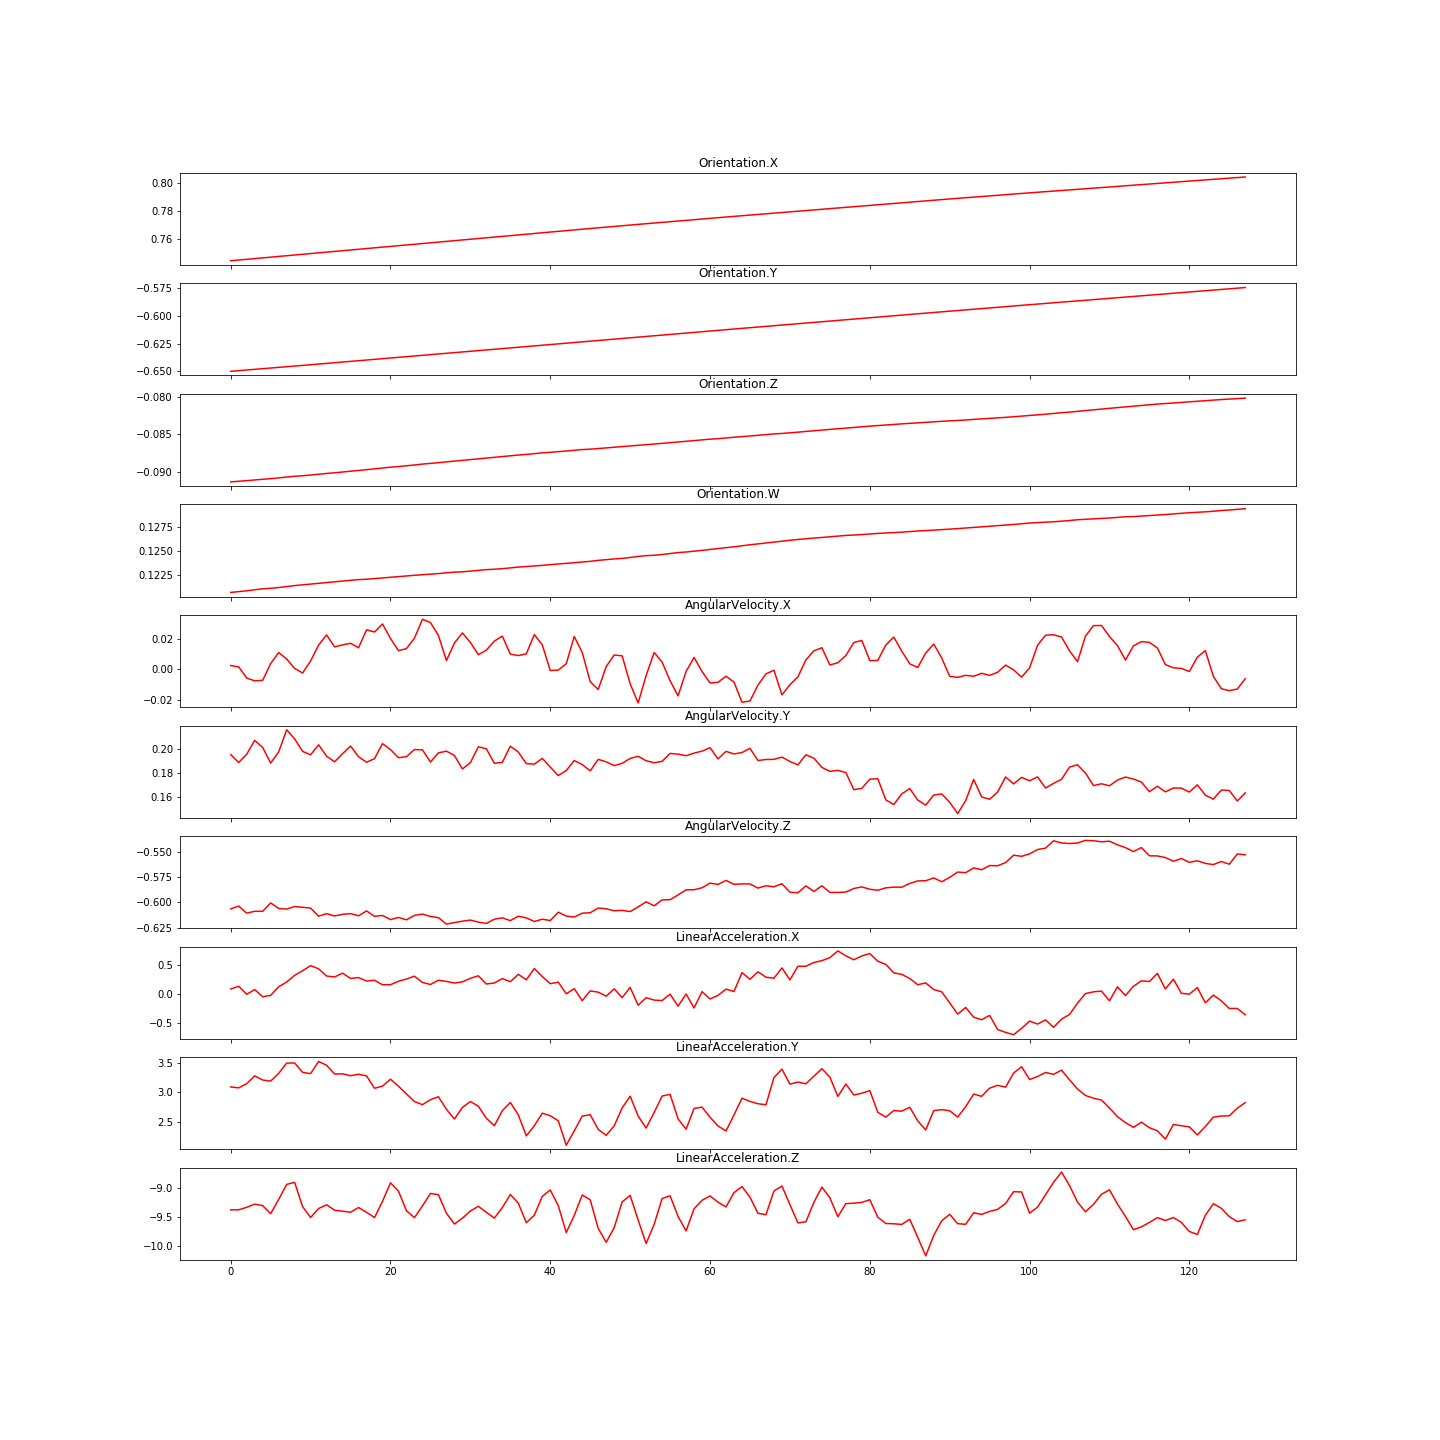 Orientation.X
0.80
0.78
0.76
Orientation.Y
−0.575
−0.600
−0.625
−0.650
Orientation.Z
−0.080
−0.085
−0.090
Orientation.W
0.1275
0.1250
0.1225
AngularVelocity.X
0.02
0.00
−0.02
AngularVelocity.Y
0.20
0.18
0.16
AngularVelocity.Z
−0.550
−0.575
−0.600
−0.625
LinearAcceleration.X
0.5
0.0
−0.5
LinearAcceleration.Y
3.5
3.0
2.5
LinearAcceleration.Z
−9.0
−9.5
−10.0
0 20 40 60 80 100 120